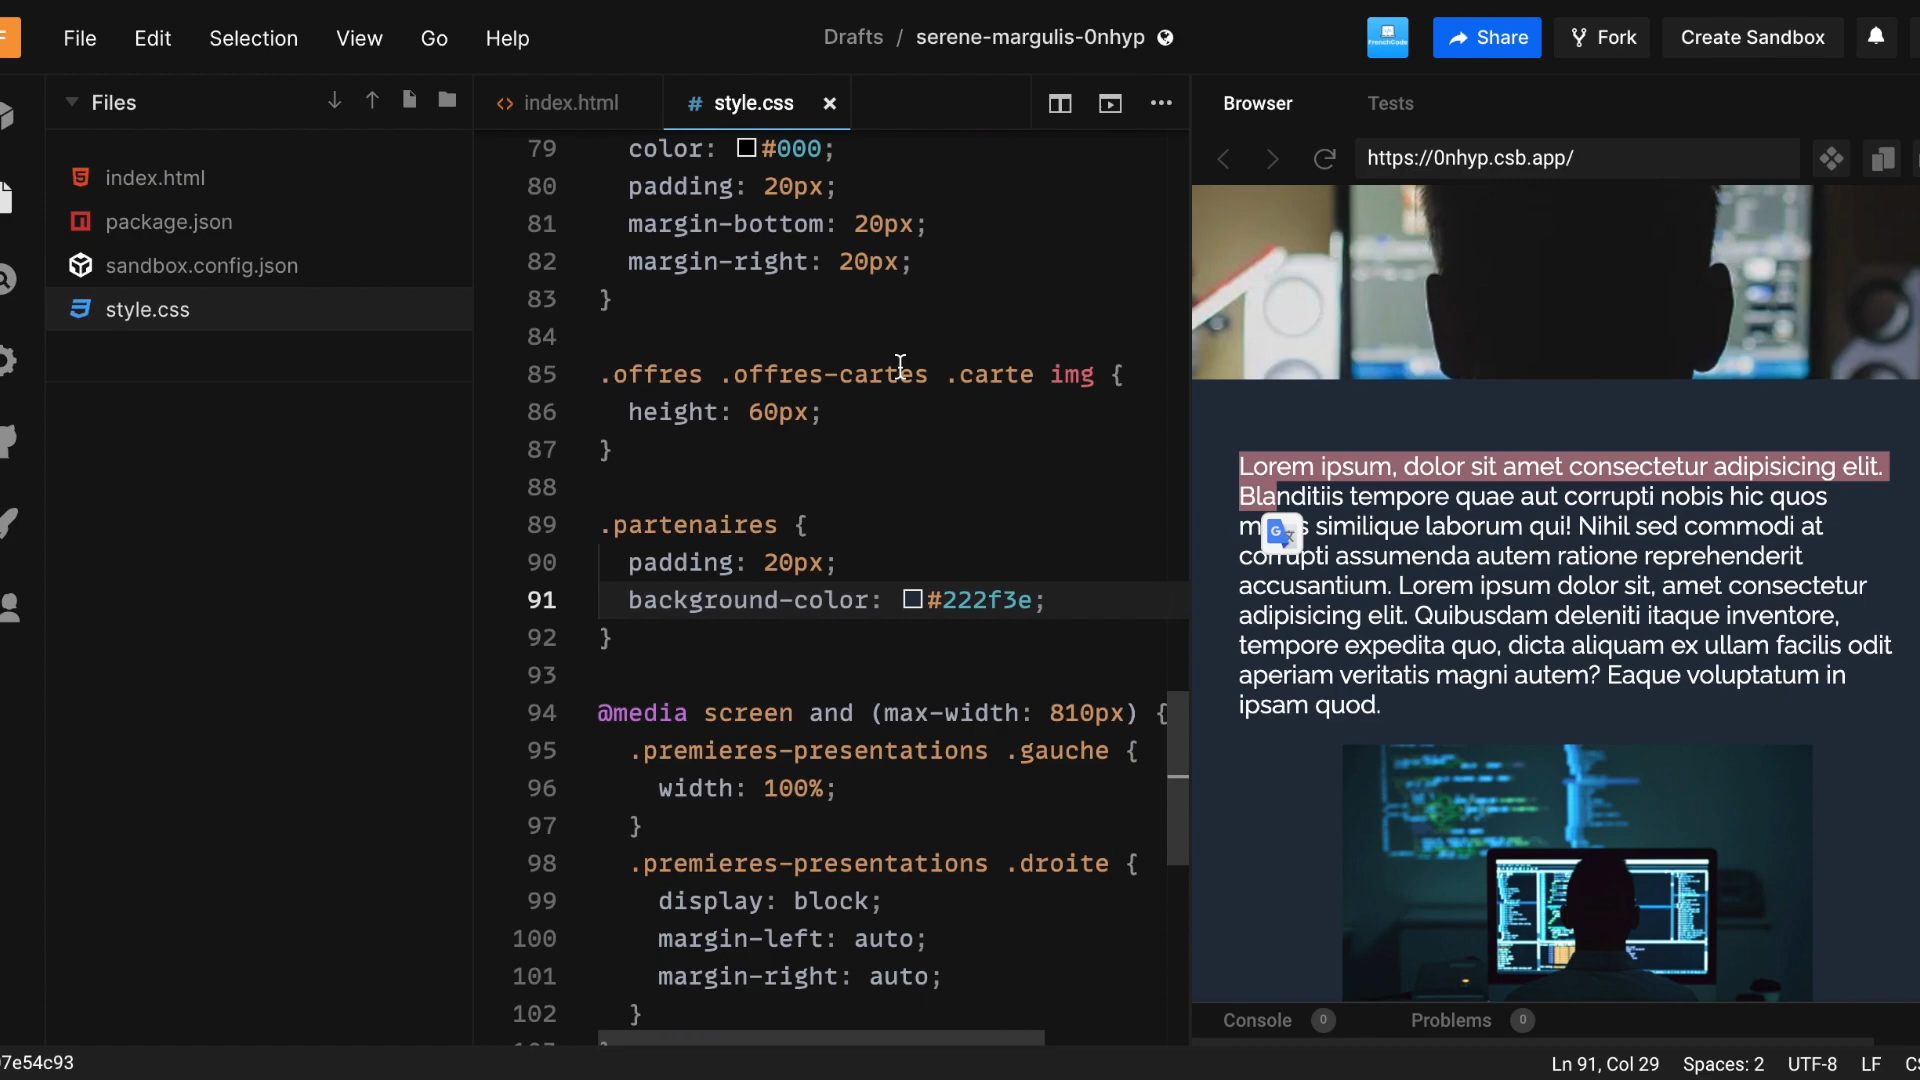 File Edit Selection View Go Help
Drafts / serene-margulis-0nhyp
FrenchCode
Share
Fork
Create Sandbox
Files
index.html
package.json
sandbox.config.json
style.css
<> index.html
# style.css ×
79 color: #000;
80 padding: 20px;
81 margin-bottom: 20px;
82 margin-right: 20px;
83 }
84
85 .offres .offres-cartes .carte img {
86 height: 60px;
87 }
88
89 .partenaires {
90 padding: 20px;
91 background-color: #222f3e;
92 }
93
94 @media screen and (max-width: 810px) {
95 .premieres-presentations .gauche {
96 width: 100%;
97 }
98 .premieres-presentations .droite {
99 display: block;
100 margin-left: auto;
101 margin-right: auto;
102 }
Browser Tests
https://0nhyp.csb.app/
Lorem ipsum, dolor sit amet consectetur adipisicing elit.
Blanditiis tempore quae aut corrupti nobis hic quos
similique laborum qui! Nihil sed commodi at
corrupti assumenda autem ratione reprehenderit
accusantium. Lorem ipsum dolor sit, amet consectetur
adipisicing elit. Quibusdam deleniti itaque inventore,
tempore expedita quo, dicta aliquam ex ullam facilis odit
aperiam veritatis magni autem? Eaque voluptatum in
ipsam quod.
Console 0 Problems 0
7e54c93
Ln 91, Col 29 Spaces: 2 UTF-8 LF